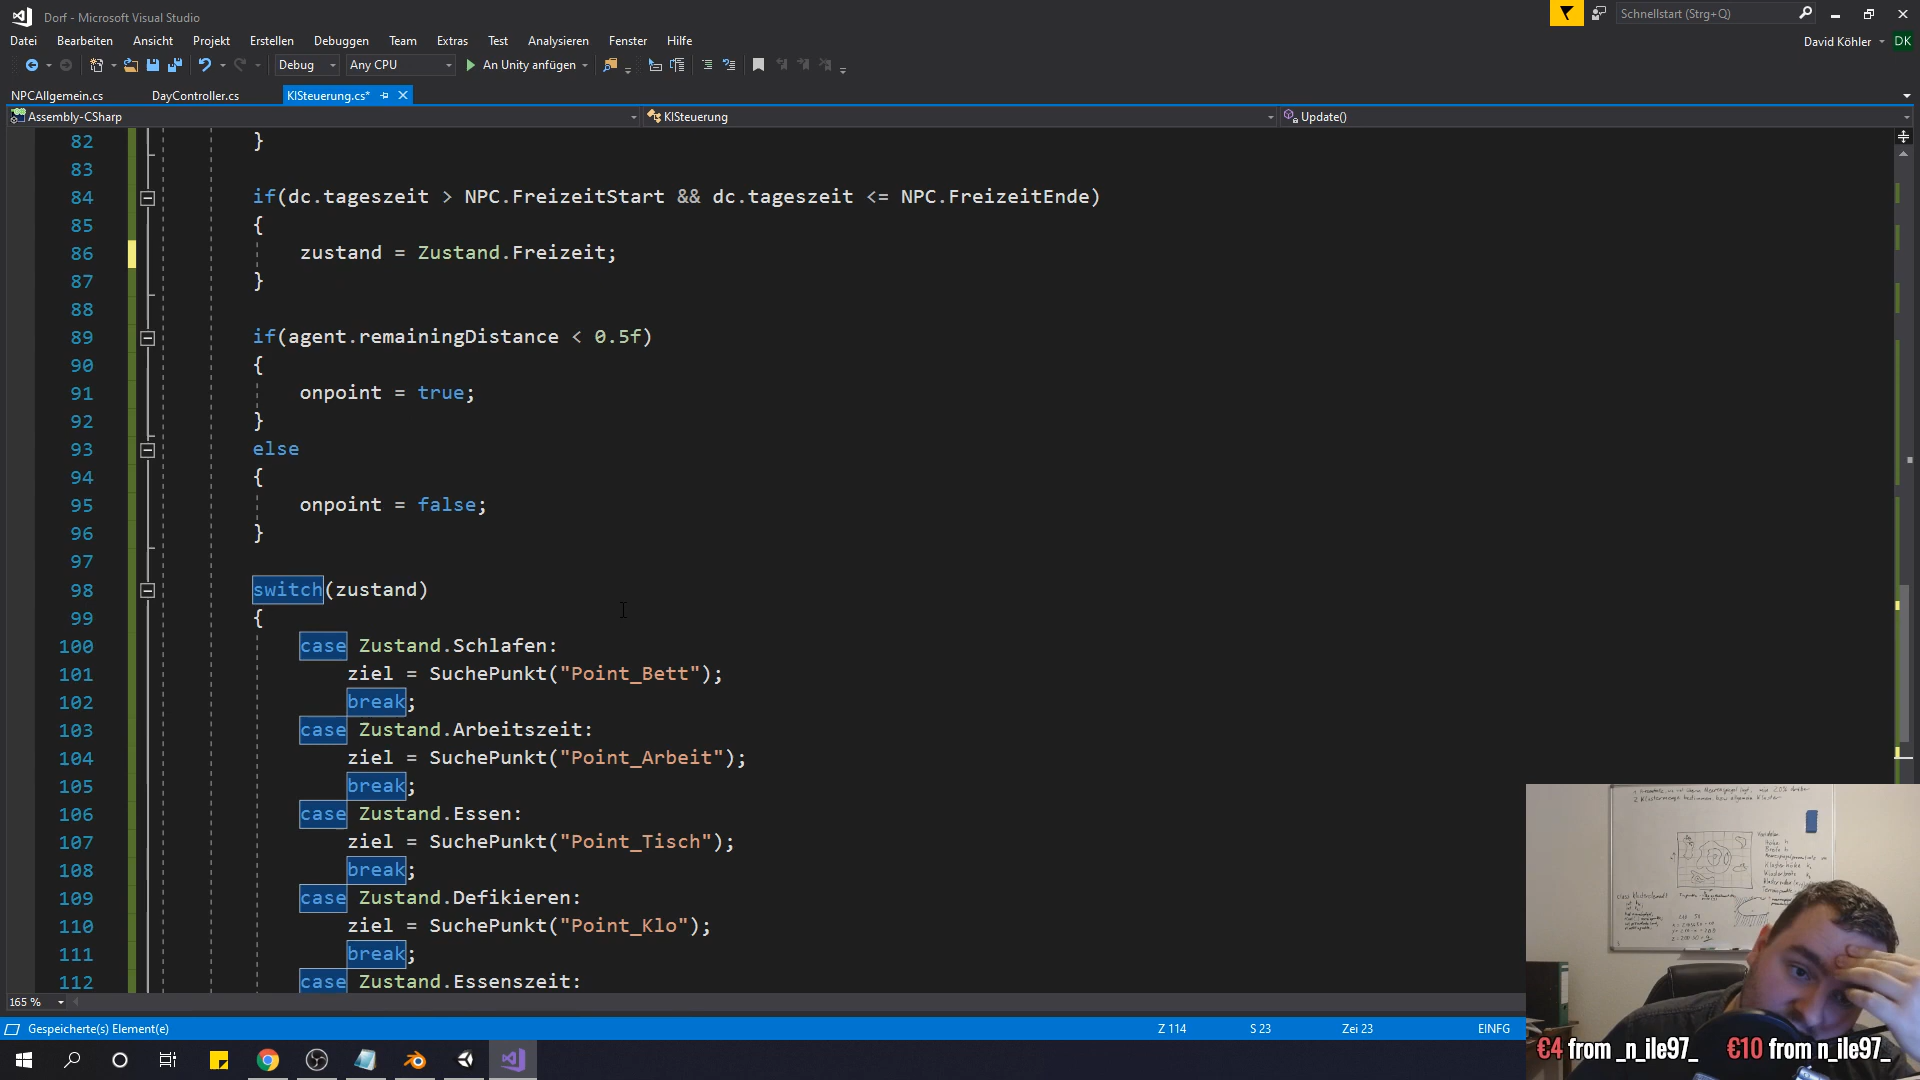 Dorf - Microsoft Visual Studio
Schnellstart (Strg+Q)
Datei Bearbeiten Ansicht Projekt Erstellen Debuggen Team Extras Test Analysieren Fenster Hilfe
David Köhler DK
Debug Any CPU An Unity anfügen
NPCAllgemein.cs DayController.cs KISteuerung.cs*
Assembly-CSharp KISteuerung Update()
82 }
83
84 if(dc.tageszeit > NPC.FreizeitStart && dc.tageszeit <= NPC.FreizeitEnde)
85 {
86 zustand = Zustand.Freizeit;
87 }
88
89 if(agent.remainingDistance < 0.5f)
90 {
91 onpoint = true;
92 }
93 else
94 {
95 onpoint = false;
96 }
97
98 switch(zustand)
99 {
100 case Zustand.Schlafen:
101 ziel = SuchePunkt("Point_Bett");
102 break;
103 case Zustand.Arbeitszeit:
104 ziel = SuchePunkt("Point_Arbeit");
105 break;
106 case Zustand.Essen:
107 ziel = SuchePunkt("Point_Tisch");
108 break;
109 case Zustand.Defikieren:
110 ziel = SuchePunkt("Point_Klo");
111 break;
112 case Zustand.Essenszeit:
165 %
Gespeicherte(s) Element(e) Z 114 S 23 Zei 23 EINFG
€4 from _n_ile97_ €10 from n_ile97_